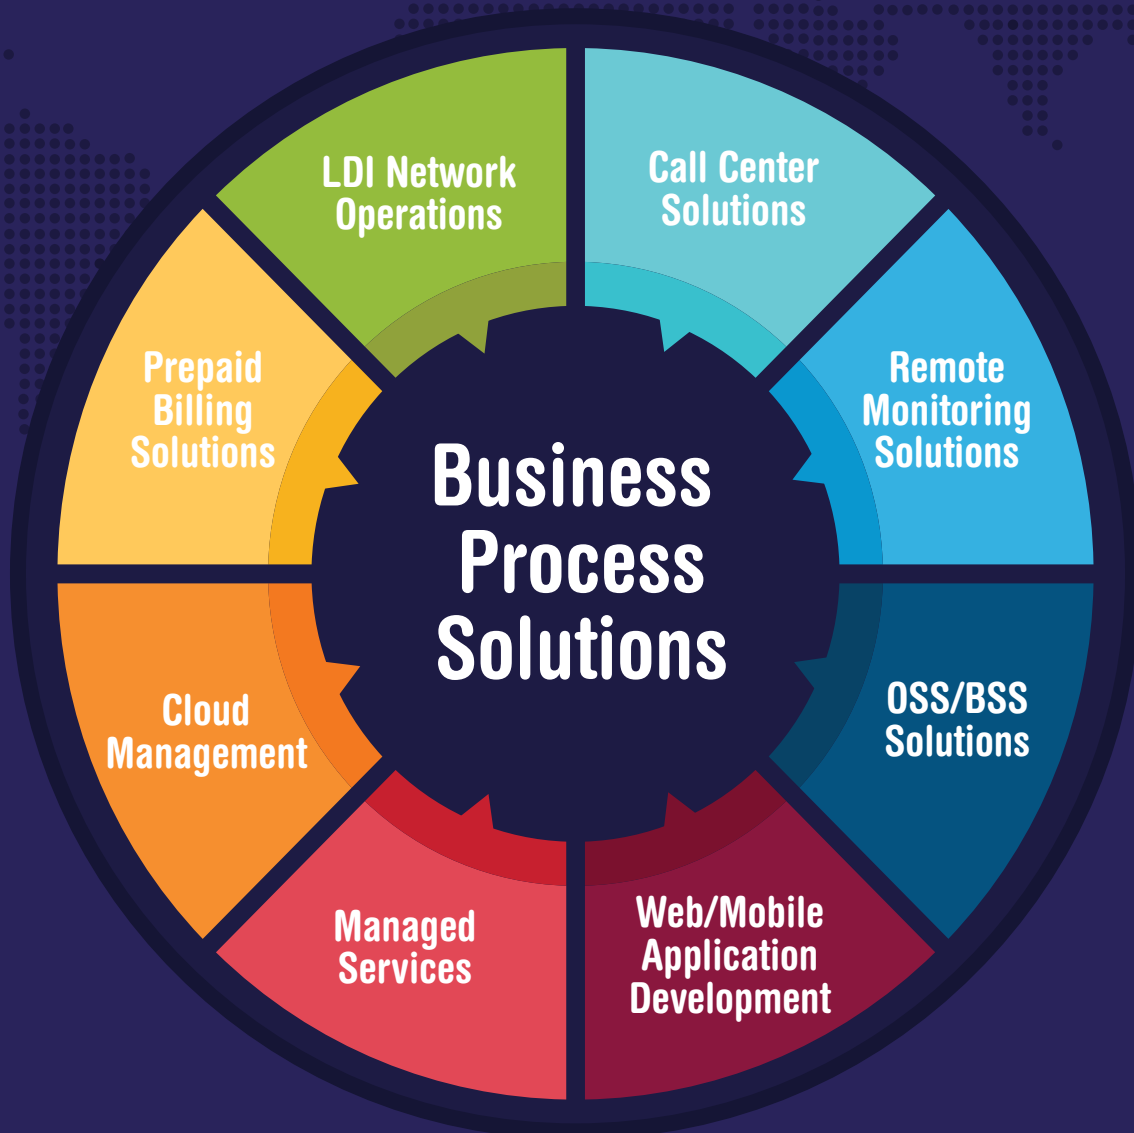 LDI Network
Operations
Call Center
Solutions
Prepaid
Billing
Solutions
Remote
Monitoring
Solutions
Business
Process
Solutions
Cloud
Management
OSS/BSS
Solutions
Managed
Services
Web/Mobile
Application
Development